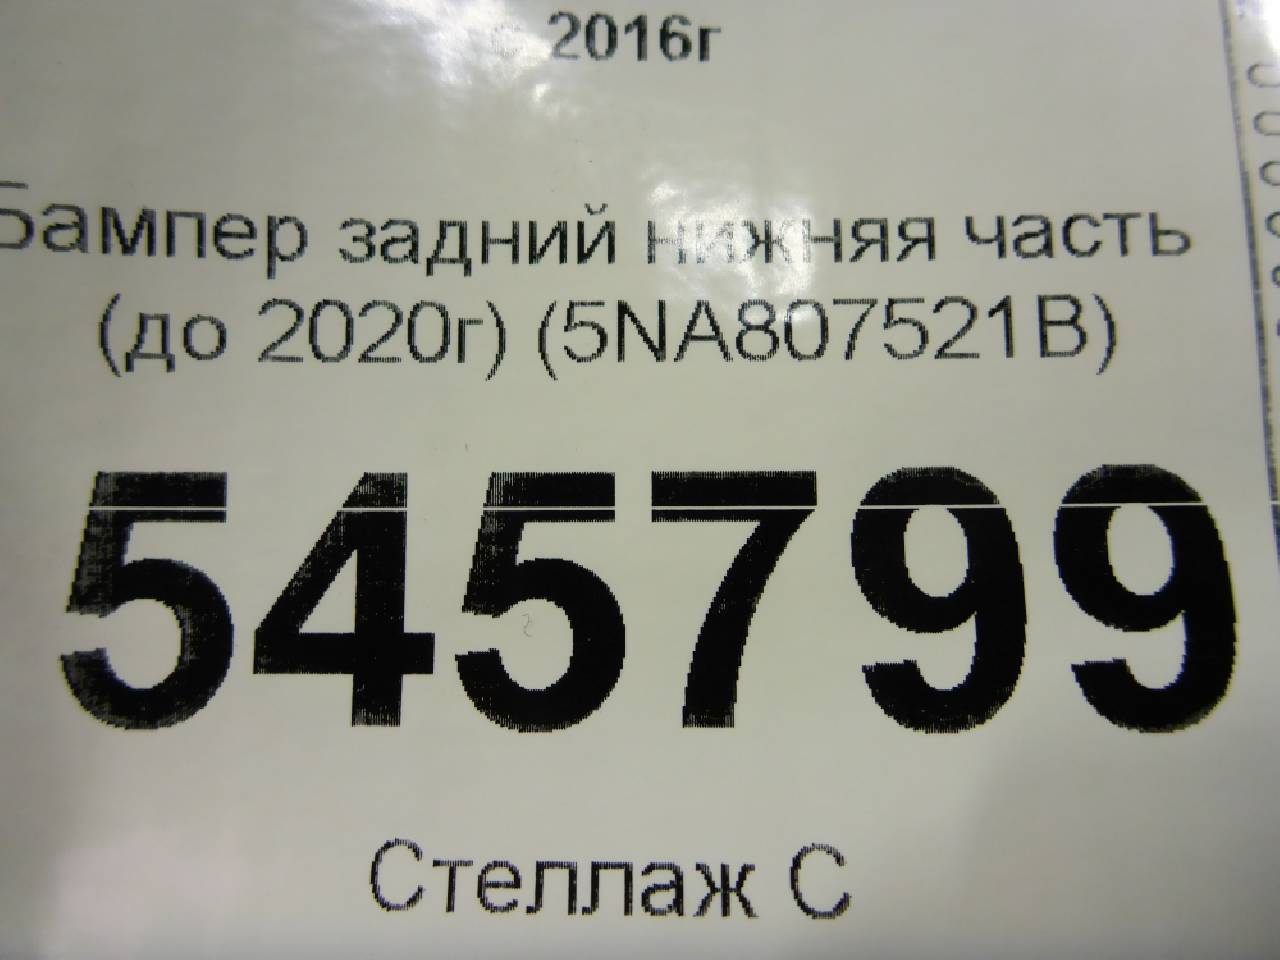 с 2016г
Бампер задний нижняя часть
(до 2020г) (5NA807521B)
545799
Стеллаж С